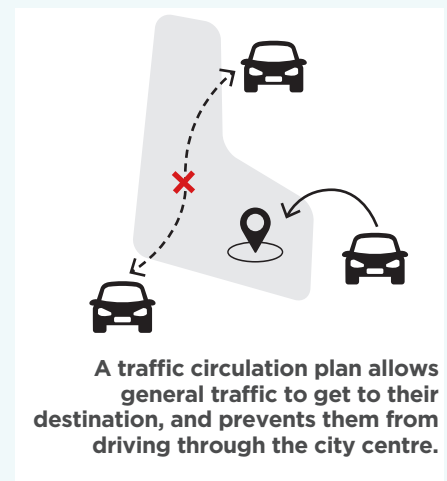 A traffic circulation plan allows
general traffic to get to their
destination, and prevents them from
driving through the city centre.